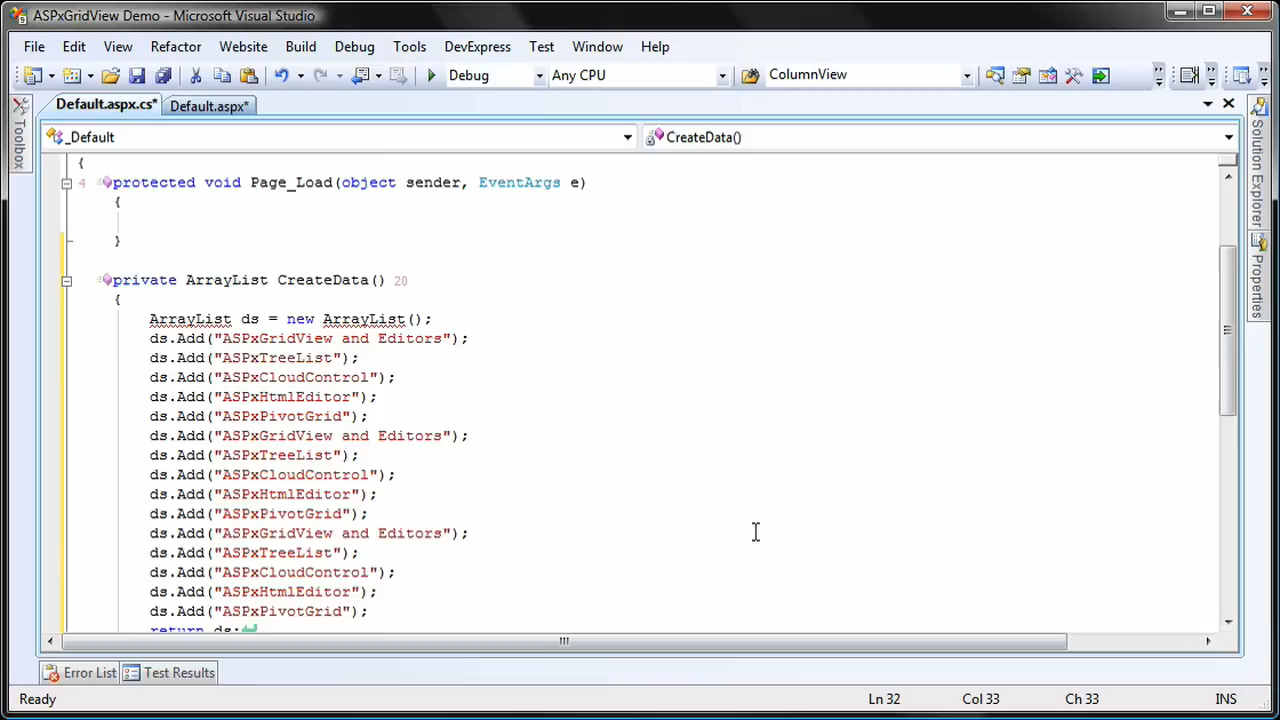 ASPxGridView Demo - Microsoft Visual Studio
File Edit View Refactor Website Build Debug Tools DevExpress Test Window Help
Debug Any CPU ColumnView
Default.aspx.cs* Default.aspx*
_Default CreateData()
Toolbox
Solution Explorer
Properties
{
4 protected void Page_Load(object sender, EventArgs e)
{
}
private ArrayList CreateData() 20
{
ArrayList ds = new ArrayList();
ds.Add("ASPxGridView and Editors");
ds.Add("ASPxTreeList");
ds.Add("ASPxCloudControl");
ds.Add("ASPxHtmlEditor");
ds.Add("ASPxPivotGrid");
ds.Add("ASPxGridView and Editors");
ds.Add("ASPxTreeList");
ds.Add("ASPxCloudControl");
ds.Add("ASPxHtmlEditor");
ds.Add("ASPxPivotGrid");
ds.Add("ASPxGridView and Editors");
ds.Add("ASPxTreeList");
ds.Add("ASPxCloudControl");
ds.Add("ASPxHtmlEditor");
ds.Add("ASPxPivotGrid");
return ds;
Error List Test Results
Ready Ln 32 Col 33 Ch 33 INS